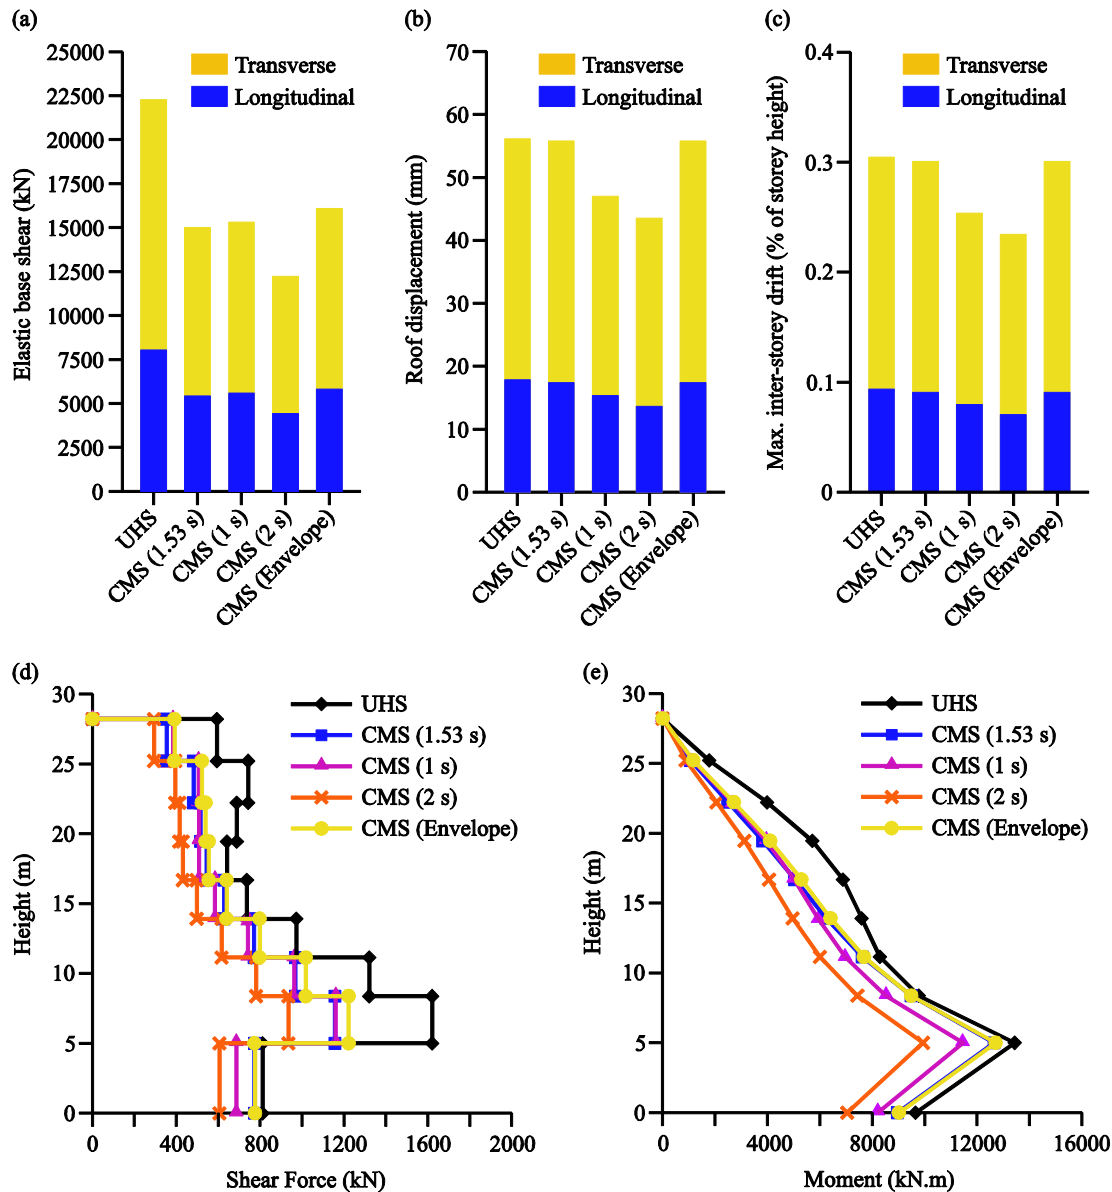 (a)
Elastic base shear (kN)
25000
22500
20000
17500
15000
12500
10000
7500
5000
2500
0
Transverse
Longitudinal
UHS
CMS (1.53 s)
CMS (1 s)
CMS (2 s)
CMS (Envelope)
(b)
Roof displacement (mm)
70
60
50
40
30
20
10
0
Transverse
Longitudinal
UHS
CMS (1.53 s)
CMS (1 s)
CMS (2 s)
CMS (Envelope)
(c)
Max. inter-storey drift (% of storey height)
0.4
0.3
0.2
0.1
0
Transverse
Longitudinal
UHS
CMS (1.53 s)
CMS (1 s)
CMS (2 s)
CMS (Envelope)
(d)
Height (m)
30
25
20
15
10
5
0
UHS
CMS (1.53 s)
CMS (1 s)
CMS (2 s)
CMS (Envelope)
0 400 800 1200 1600 2000
Shear Force (kN)
(e)
Height (m)
30
25
20
15
10
5
0
UHS
CMS (1.53 s)
CMS (1 s)
CMS (2 s)
CMS (Envelope)
0 4000 8000 12000 16000
Moment (kN.m)